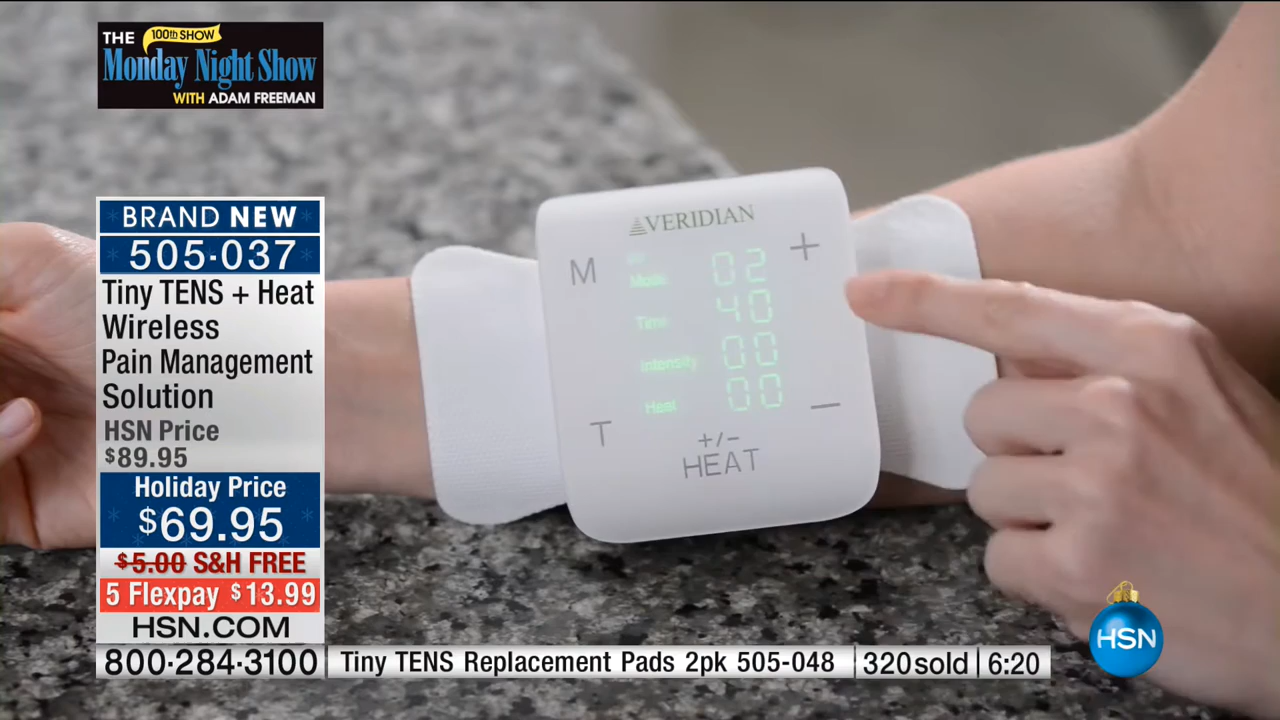 THE 100th SHOW
Monday Night Show
WITH ADAM FREEMAN
BRAND NEW
505-037
Tiny TENS + Heat
Wireless
Pain Management
Solution
HSN Price
$89.95
Holiday Price
$69.95
$5.00 S&H FREE
5 Flexpay $13.99
HSN.COM
800·284·3100
Tiny TENS Replacement Pads 2pk 505-048
320 sold
6:20
VERIDIAN
M
+
Mode 02
Time 40
Intensity 00
Heat 00
T
−
+/−
HEAT
HSN